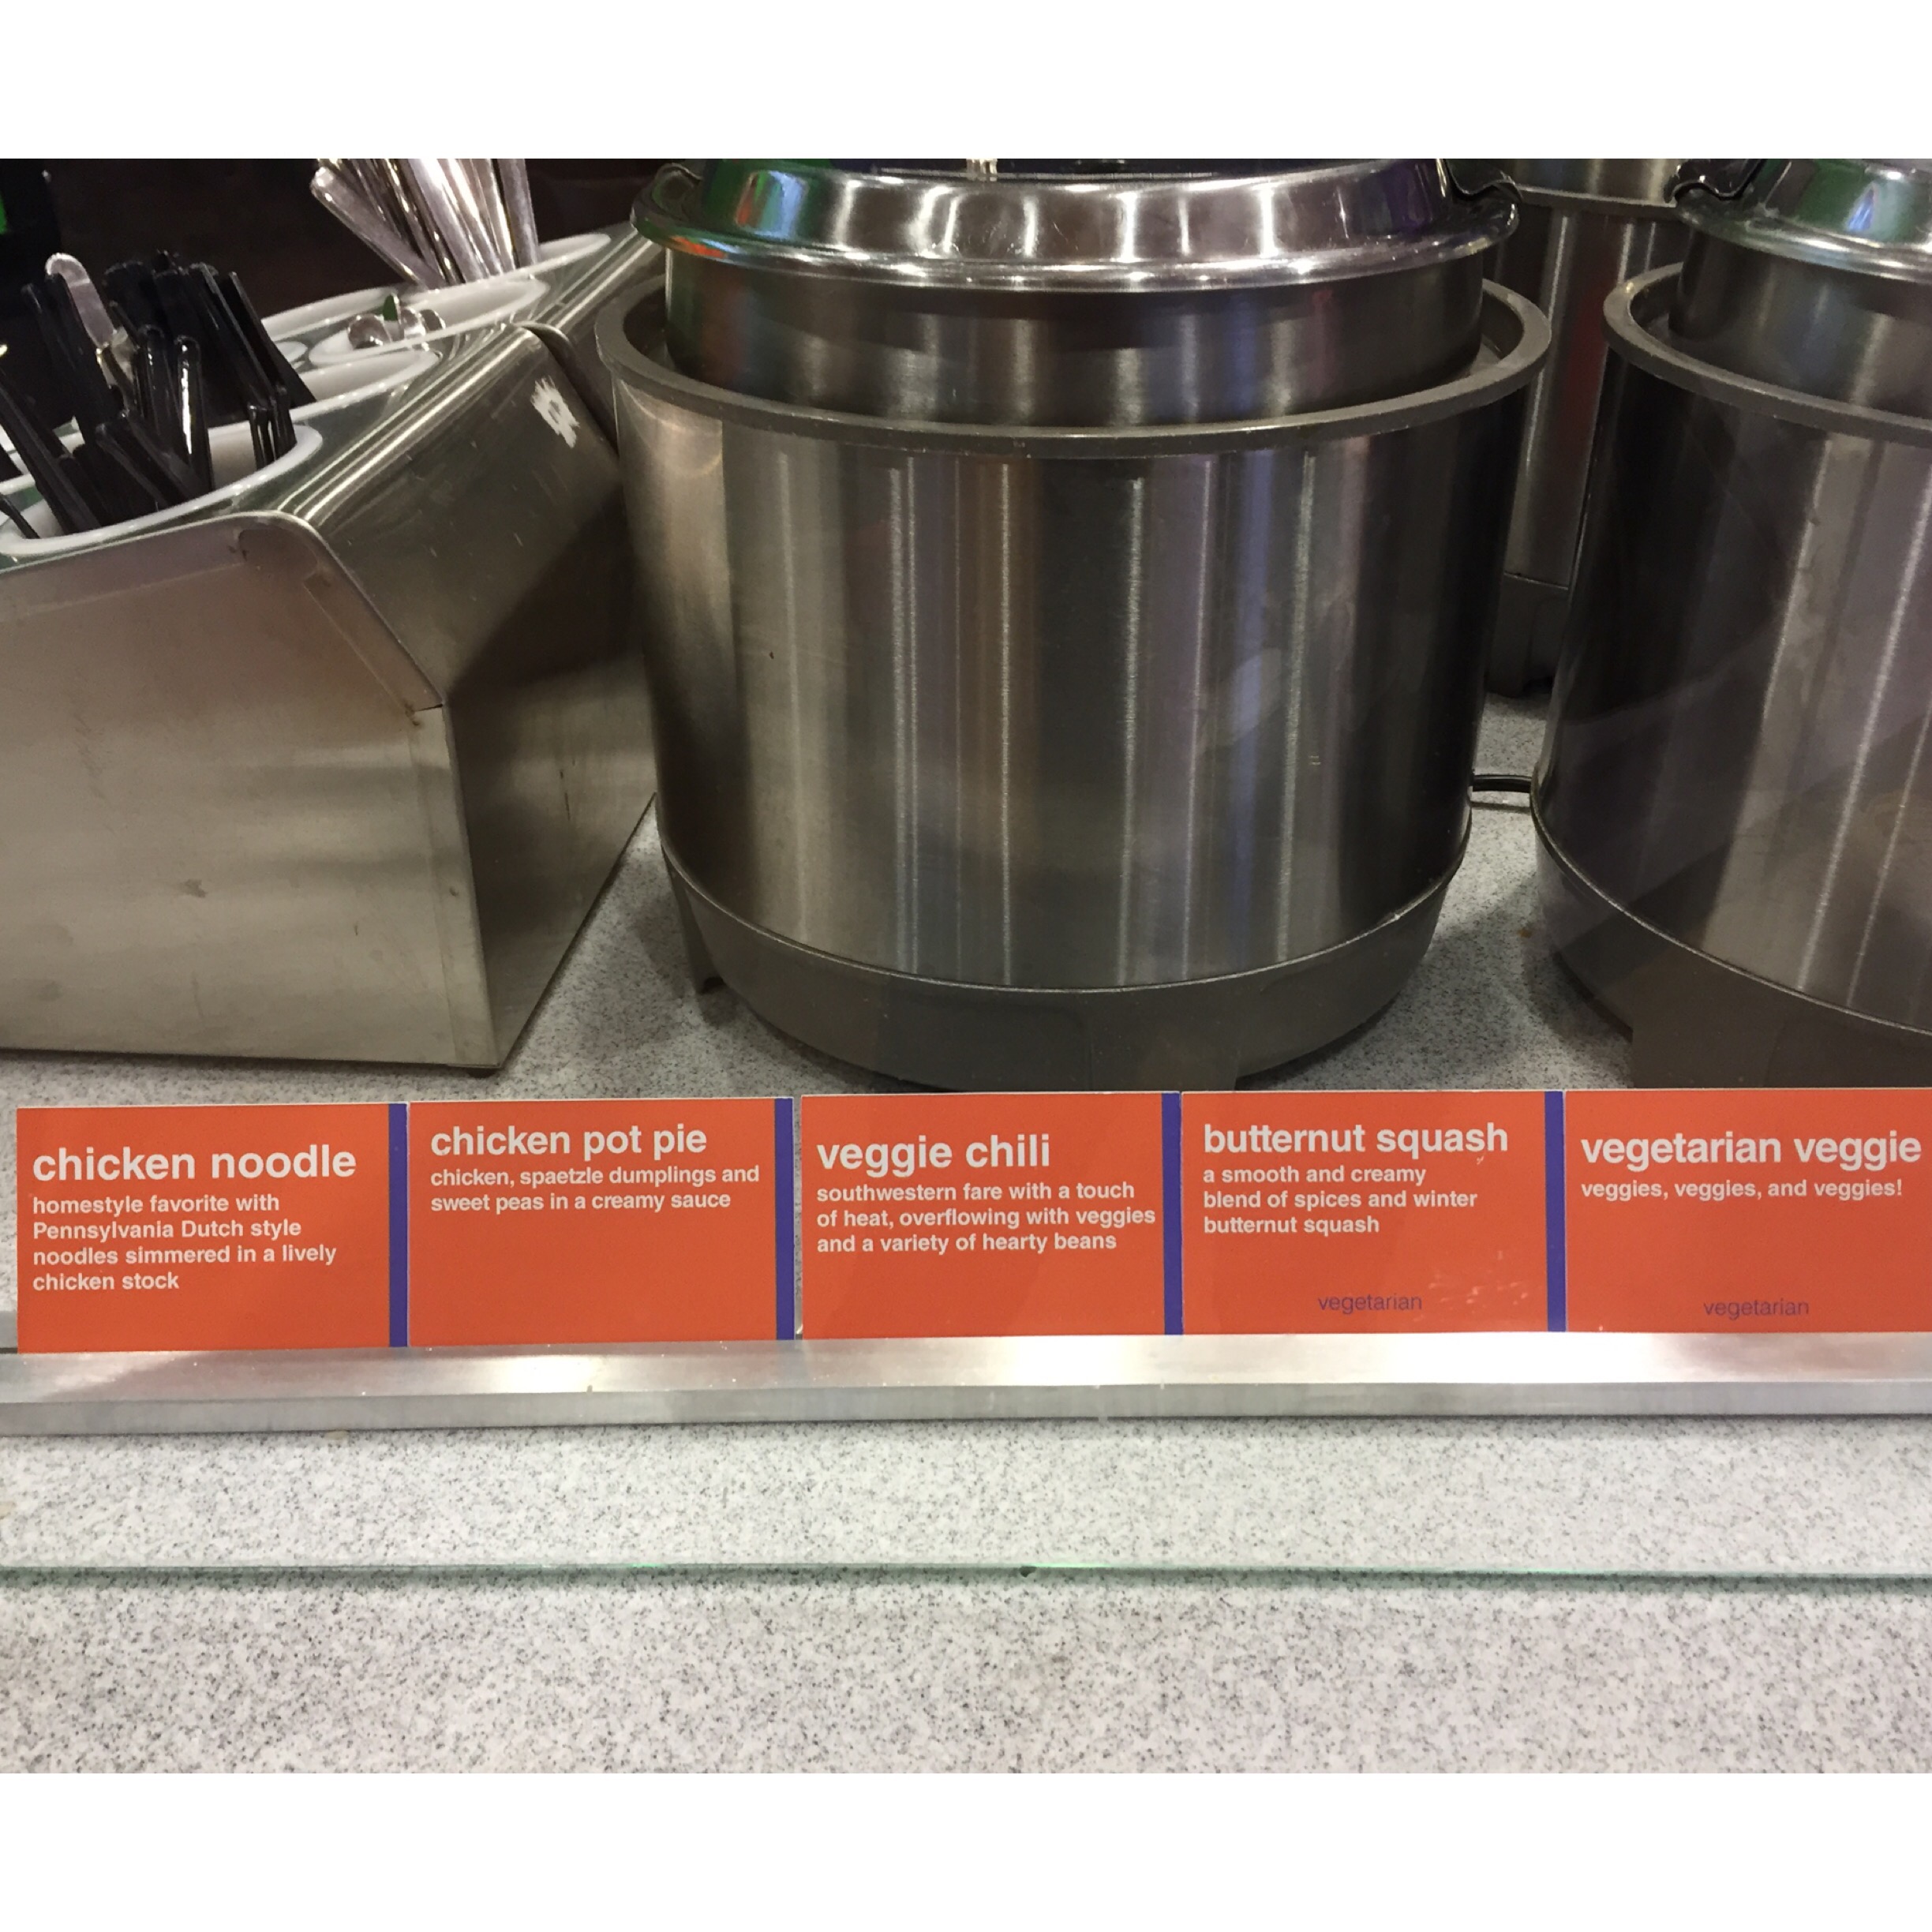 chicken noodle
homestyle favorite with
Pennsylvania Dutch style
noodles simmered in a lively
chicken stock
chicken pot pie
chicken, spaetzle dumplings and
sweet peas in a creamy sauce
veggie chili
southwestern fare with a touch
of heat, overflowing with veggies
and a variety of hearty beans
butternut squash
a smooth and creamy
blend of spices and winter
butternut squash
vegetarian
vegetarian veggie
veggies, veggies, and veggies!
vegetarian